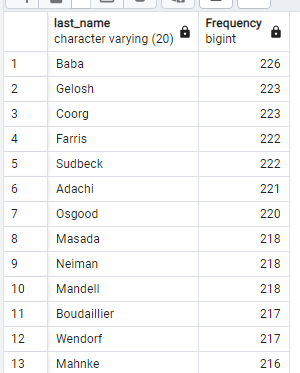 last_name Frequency
character varying (20) bigint
1 Baba 226
2 Gelosh 223
3 Coorg 223
4 Farris 222
5 Sudbeck 222
6 Adachi 221
7 Osgood 220
8 Masada 218
9 Neiman 218
10 Mandell 218
11 Boudaillier 217
12 Wendorf 217
13 Mahnke 216